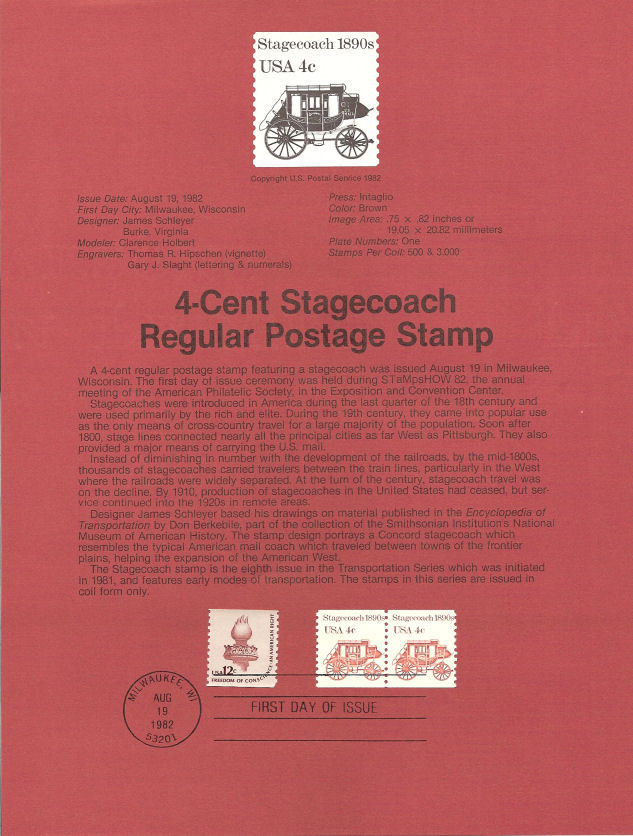 Stagecoach 1890s
USA 4c
Copyright U.S. Postal Service 1982
Issue Date: August 19, 1982
First Day City: Milwaukee, Wisconsin
Designer: James Schleyer
Burke, Virginia
Modeler: Clarence Holbert
Engravers: Thomas R. Hipschen (vignette)
Gary J. Slaght (lettering & numerals)
Press: Intaglio
Color: Brown
Image Area: .75 × .82 inches or
19.05 × 20.82 millimeters
Plate Numbers: One
Stamps Per Coil: 500 & 3,000
4-Cent Stagecoach
Regular Postage Stamp
A 4-cent regular postage stamp featuring a stagecoach was issued August 19 in Milwaukee,
Wisconsin. The first day of issue ceremony was held during STaMpsHOW 82, the annual
meeting of the American Philatelic Society, in the Exposition and Convention Center.
Stagecoaches were introduced in America during the last quarter of the 18th century and
were used primarily by the rich and elite. During the 19th century, they came into popular use
as the only means of cross-country travel for a large majority of the population. Soon after
1800, stage lines connected nearly all the principal cities as far West as Pittsburgh. They also
provided a major means of carrying the U.S. mail.
Instead of diminishing in number with the development of the railroads, by the mid-1800s,
thousands of stagecoaches carried travelers between the train lines, particularly in the West
where the railroads were widely separated. At the turn of the century, stagecoach travel was
on the decline. By 1910, production of stagecoaches in the United States had ceased, but ser-
vice continued into the 1920s in remote areas.
Designer James Schleyer based his drawings on material published in the Encyclopedia of
Transportation by Don Berkebile, part of the collection of the Smithsonian Institution's National
Museum of American History. The stamp design portrays a Concord stagecoach which
resembles the typical American mail coach which traveled between towns of the frontier
plains, helping the expansion of the American West.
The Stagecoach stamp is the eighth issue in the Transportation Series which was initiated
in 1981, and features early modes of transportation. The stamps in this series are issued in
coil form only.
USA 12c
FREEDOM OF CONSCIENCE/AN AMERICAN RIGHT
Stagecoach 1890s
USA 4c
Stagecoach 1890s
USA 4c
MILWAUKEE, WI
AUG
19
1982
53201
FIRST DAY OF ISSUE